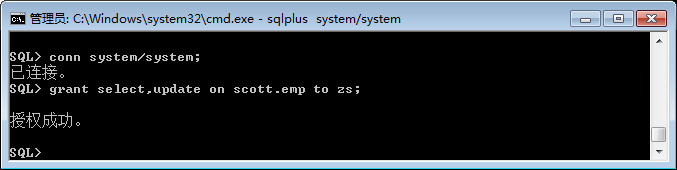 管理员: C:\Windows\system32\cmd.exe - sqlplus  system/system
SQL> conn system/system;
已连接。
SQL> grant select,update on scott.emp to zs;
授权成功。
SQL>